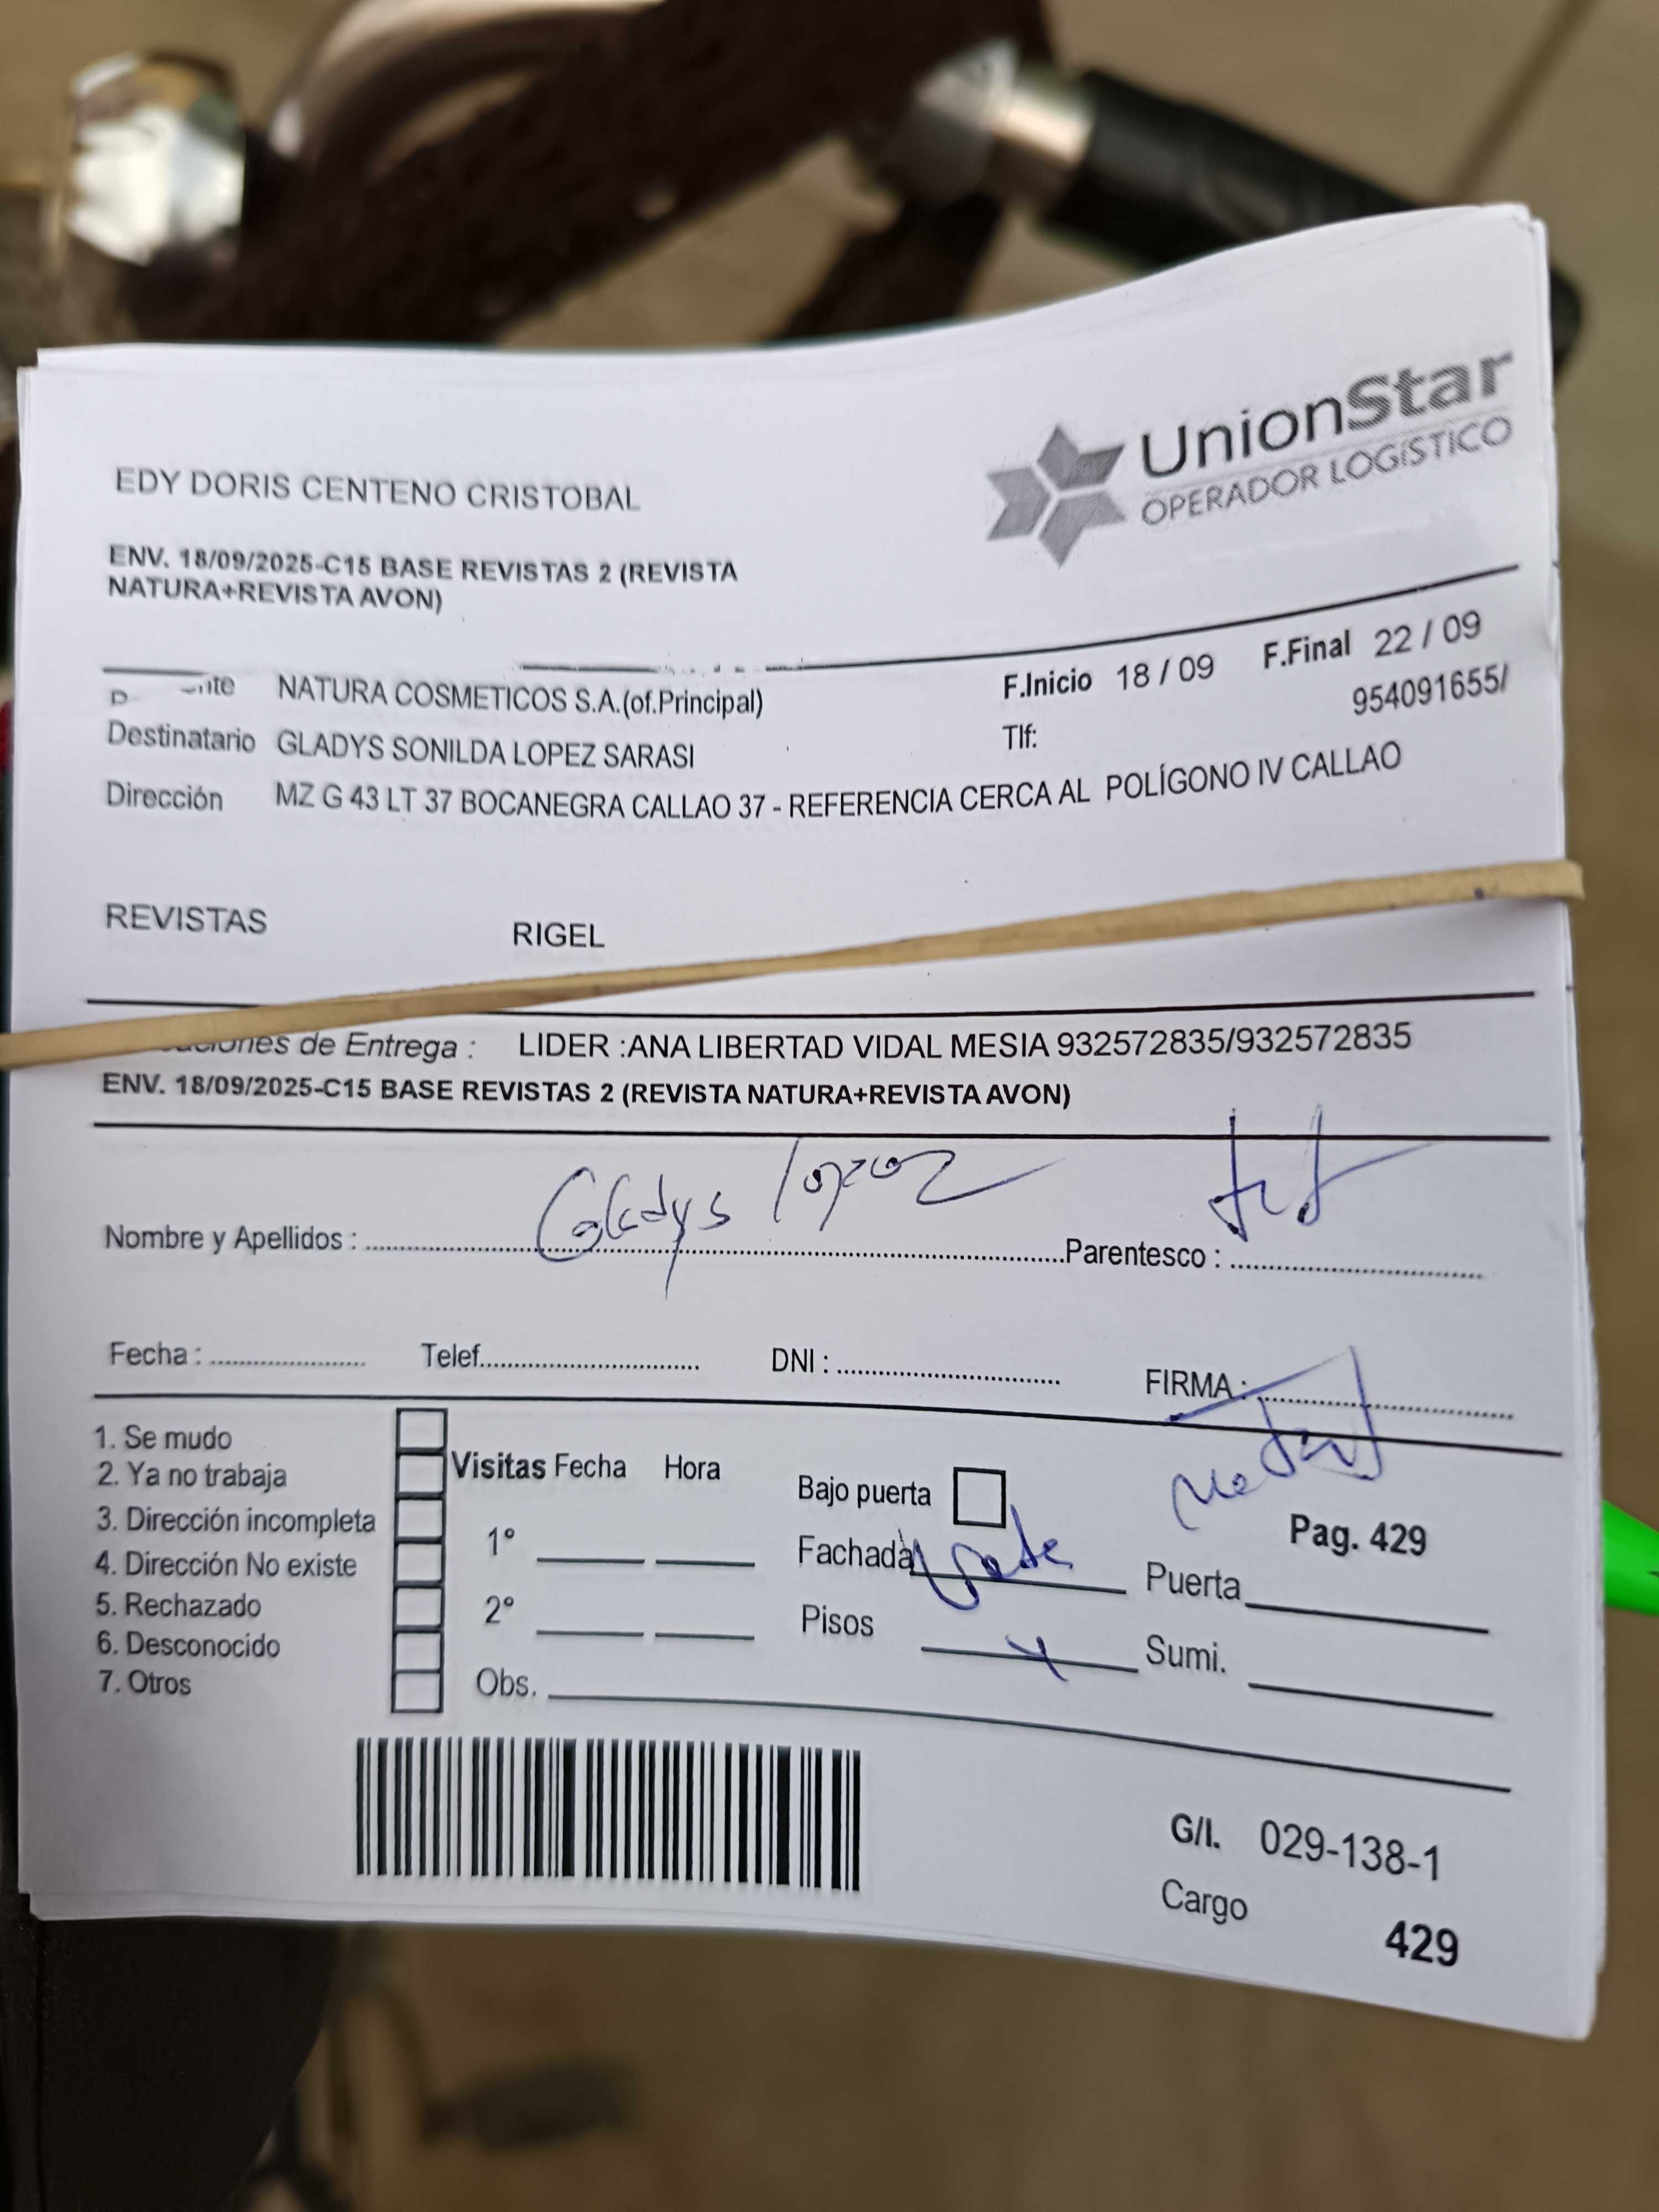 UnionStar
OPERADOR LOGÍSTICO
EDY DORIS CENTENO CRISTOBAL
ENV. 18/09/2025-C15 BASE REVISTAS 2 (REVISTA
NATURA+REVISTA AVON)
NATURA COSMETICOS S.A.(of.Principal)
F.Inicio 18 / 09 F.Final 22 / 09
Destinatario GLADYS SONILDA LOPEZ SARASI
Tlf: 954091655/
Dirección MZ G 43 LT 37 BOCANEGRA CALLAO 37 - REFERENCIA CERCA AL POLÍGONO IV CALLAO
REVISTAS RIGEL
de Entrega : LIDER :ANA LIBERTAD VIDAL MESIA 932572835/932572835
ENV. 18/09/2025-C15 BASE REVISTAS 2 (REVISTA NATURA+REVISTA AVON)
Nombre y Apellidos : Gladys Lopez Parentesco :
Fecha : Telef. DNI : FIRMA :
1. Se mudo
2. Ya no trabaja
3. Dirección incompleta
4. Dirección No existe
5. Rechazado
6. Desconocido
7. Otros
Visitas Fecha Hora
1°
2°
Obs.
Bajo puerta
Fachada
Pisos
Pag. 429
Puerta
Sumi.
G/I. 029-138-1
Cargo
429